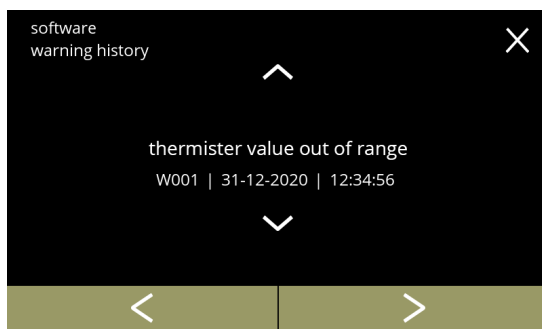 software
warning history
thermister value out of range
W001 | 31-12-2020 | 12:34:56